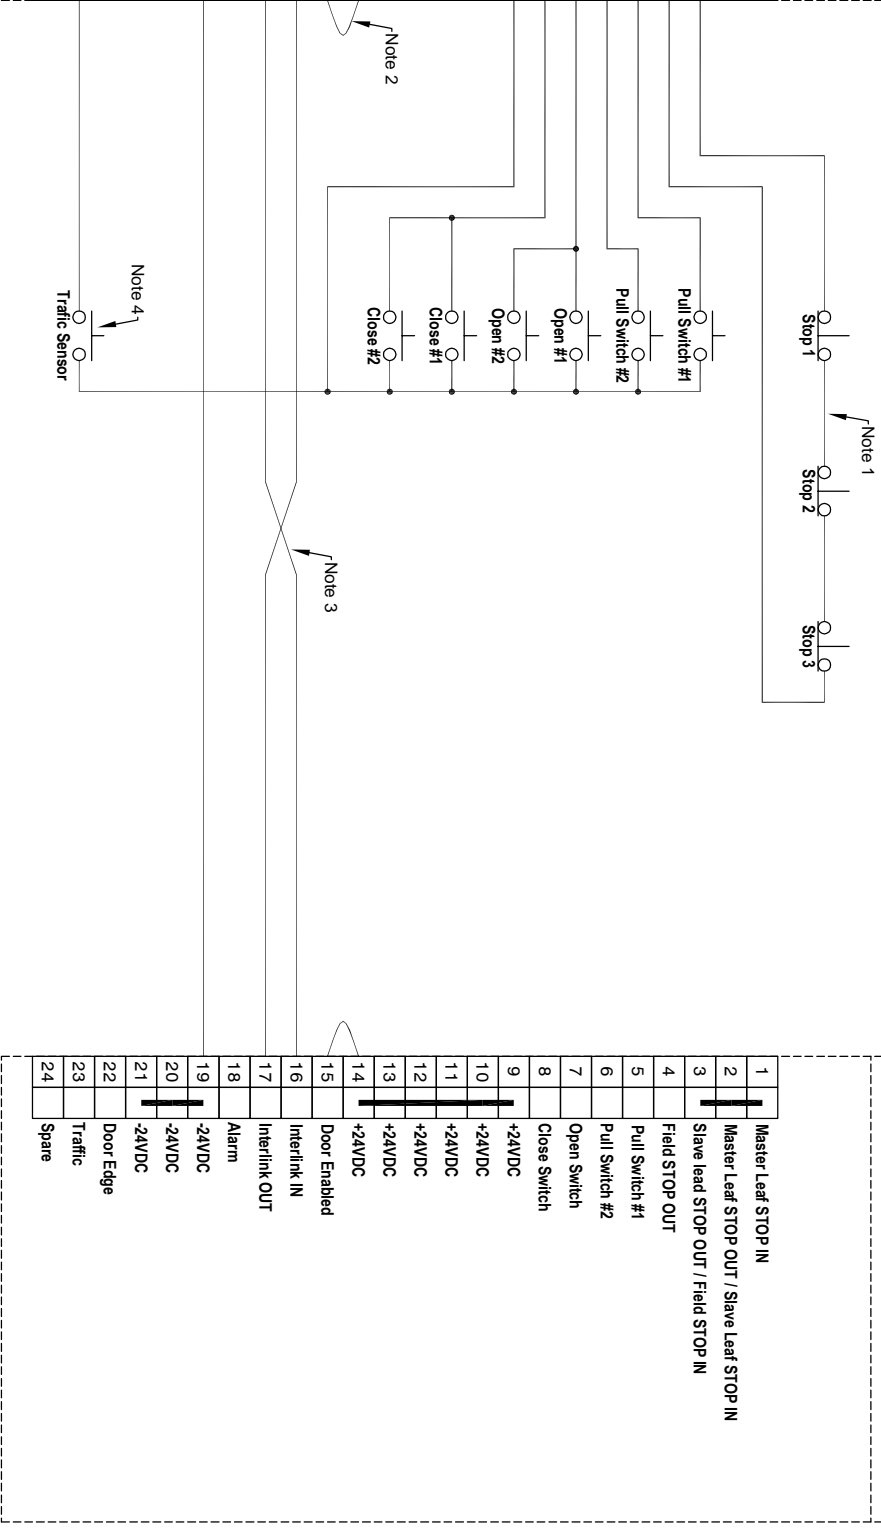 Note 1
Stop 1
Stop 2
Stop 3
Pull Switch #1
Pull Switch #2
Open #1
Open #2
Close #1
Close #2
Note 2
Note 3
Note 4
Traffic Sensor
1 Master Leaf STOP IN
2 Master Leaf STOP OUT / Slave Leaf STOP IN
3 Slave lead STOP OUT / Field STOP IN
4 Field STOP OUT
5 Pull Switch #1
6 Pull Switch #2
7 Open Switch
8 Close Switch
9 +24VDC
10 +24VDC
11 +24VDC
12 +24VDC
13 +24VDC
14 +24VDC
15 Door Enabled
16 Interlink IN
17 Interlink OUT
18 Alarm
19 -24VDC
20 -24VDC
21 -24VDC
22 Door Edge
23 Traffic
24 Spare